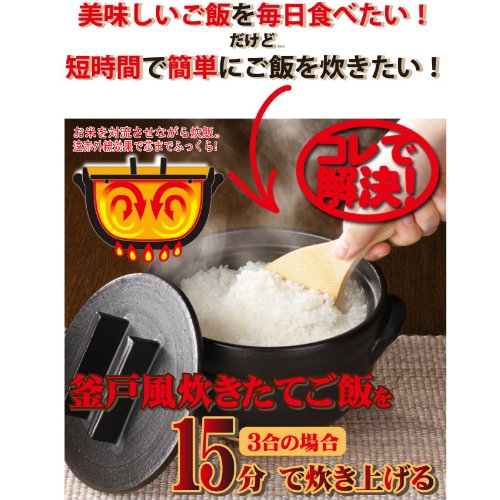 美味しいご飯を毎日食べたい！
だけど…
短時間で簡単にご飯を炊きたい！
お米を対流させながら炊飯。
遠赤外線効果で芯までふっくら！
コレで
解決！
釜戸風炊きたてご飯を
15分 3合の場合 で炊き上げる